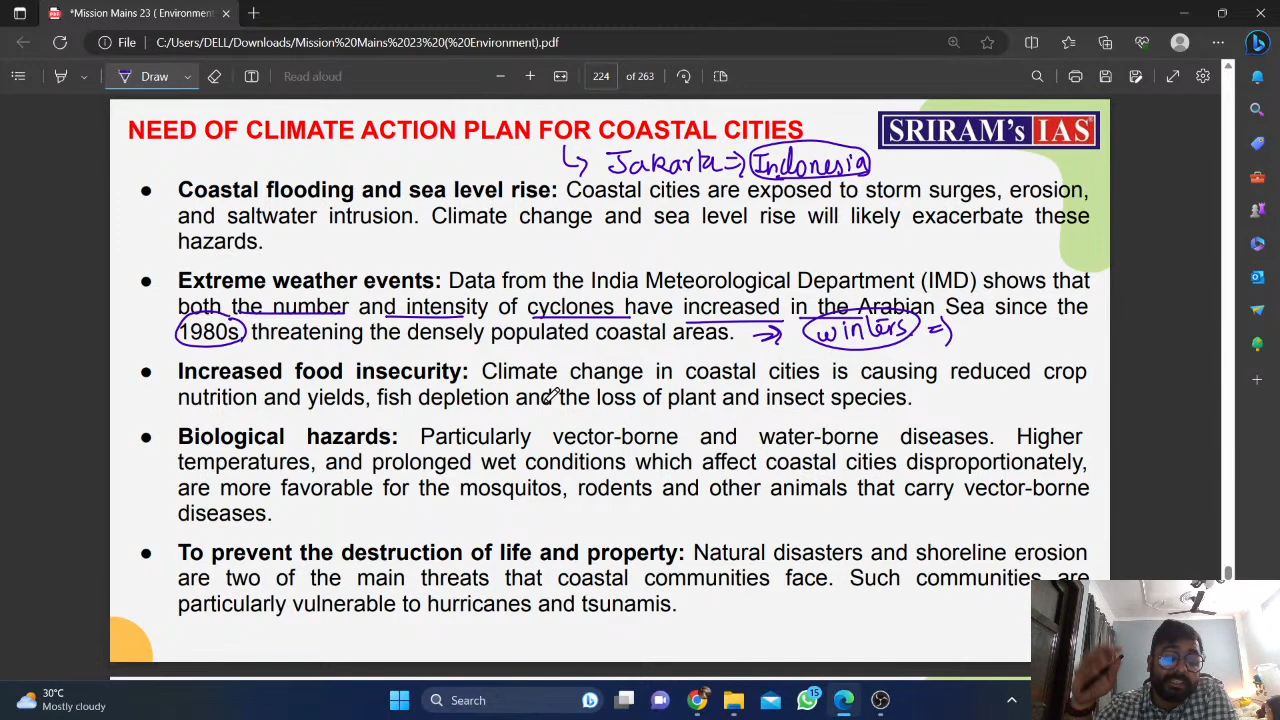 *Mission Mains 23 ( Environment
File
C:/Users/DELL/Downloads/Mission%20Mains%2023%20(%20Environment).pdf
Draw
Read aloud
224 of 263
NEED OF CLIMATE ACTION PLAN FOR COASTAL CITIES
SRIRAM's IAS
↳ Jakarta => Indonesia
● Coastal flooding and sea level rise: Coastal cities are exposed to storm surges, erosion,
and saltwater intrusion. Climate change and sea level rise will likely exacerbate these
hazards.
● Extreme weather events: Data from the India Meteorological Department (IMD) shows that
both the number and intensity of cyclones have increased in the Arabian Sea since the
1980s, threatening the densely populated coastal areas. → winters =>
● Increased food insecurity: Climate change in coastal cities is causing reduced crop
nutrition and yields, fish depletion and the loss of plant and insect species.
● Biological hazards: Particularly vector-borne and water-borne diseases. Higher
temperatures, and prolonged wet conditions which affect coastal cities disproportionately,
are more favorable for the mosquitos, rodents and other animals that carry vector-borne
diseases.
● To prevent the destruction of life and property: Natural disasters and shoreline erosion
are two of the main threats that coastal communities face. Such communities are
particularly vulnerable to hurricanes and tsunamis.
30°C
Mostly cloudy
Search
15